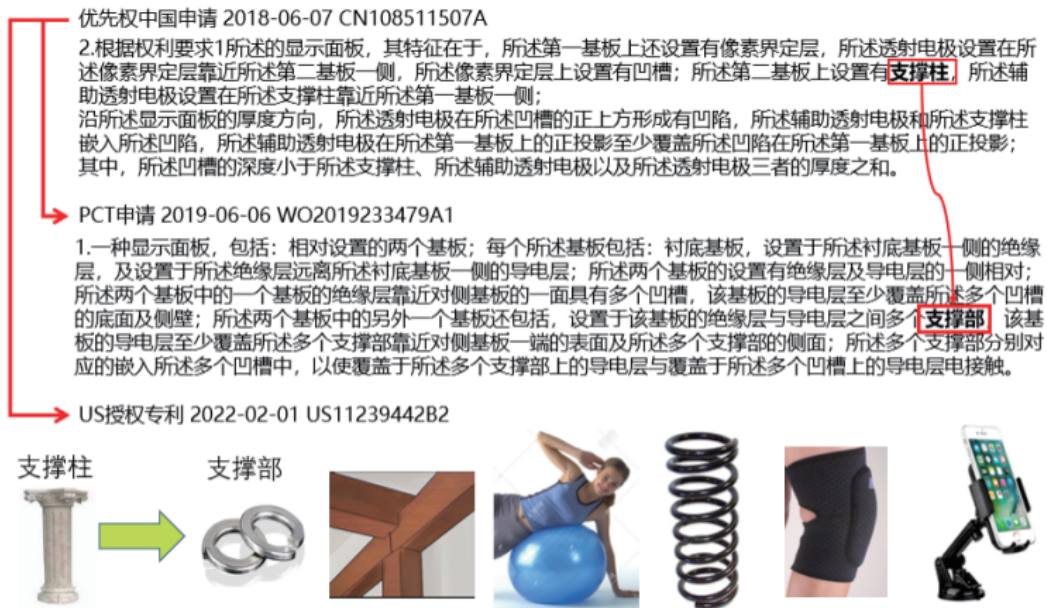 优先权中国申请 2018-06-07 CN108511507A
2.根据权利要求1所述的显示面板，其特征在于，所述第一基板上还设置有像素界定层，所述透射电极设置在所
述像素界定层靠近所述第二基板一侧，所述像素界定层上设置有凹槽；所述第二基板上设置有支撑柱，所述辅
助透射电极设置在所述支撑柱靠近所述第一基板一侧；
沿所述显示面板的厚度方向，所述透射电极在所述凹槽的正上方形成有凹陷，所述辅助透射电极和所述支撑柱
嵌入所述凹陷，所述辅助透射电极在所述第一基板上的正投影至少覆盖所述凹陷在所述第一基板上的正投影；
其中，所述凹槽的深度小于所述支撑柱、所述辅助透射电极以及所述透射电极三者的厚度之和。
PCT申请 2019-06-06 WO2019233479A1
1.一种显示面板，包括：相对设置的两个基板；每个所述基板包括：衬底基板，设置于所述衬底基板一侧的绝缘
层，及设置于所述绝缘层远离所述衬底基板一侧的导电层；所述两个基板的设置有绝缘层及导电层的一侧相对；
所述两个基板中的一个基板的绝缘层靠近对侧基板的一面具有多个凹槽，该基板的导电层至少覆盖所述多个凹槽
的底面及侧壁；所述两个基板中的另外一个基板还包括，设置于该基板的绝缘层与导电层之间多个支撑部，该基
板的导电层至少覆盖所述多个支撑部靠近对侧基板一端的表面及所述多个支撑部的侧面；所述多个支撑部分别对
应的嵌入所述多个凹槽中，以使覆盖于所述多个支撑部上的导电层与覆盖于所述多个凹槽上的导电层电接触。
US授权专利 2022-02-01 US11239442B2
支撑柱
支撑部